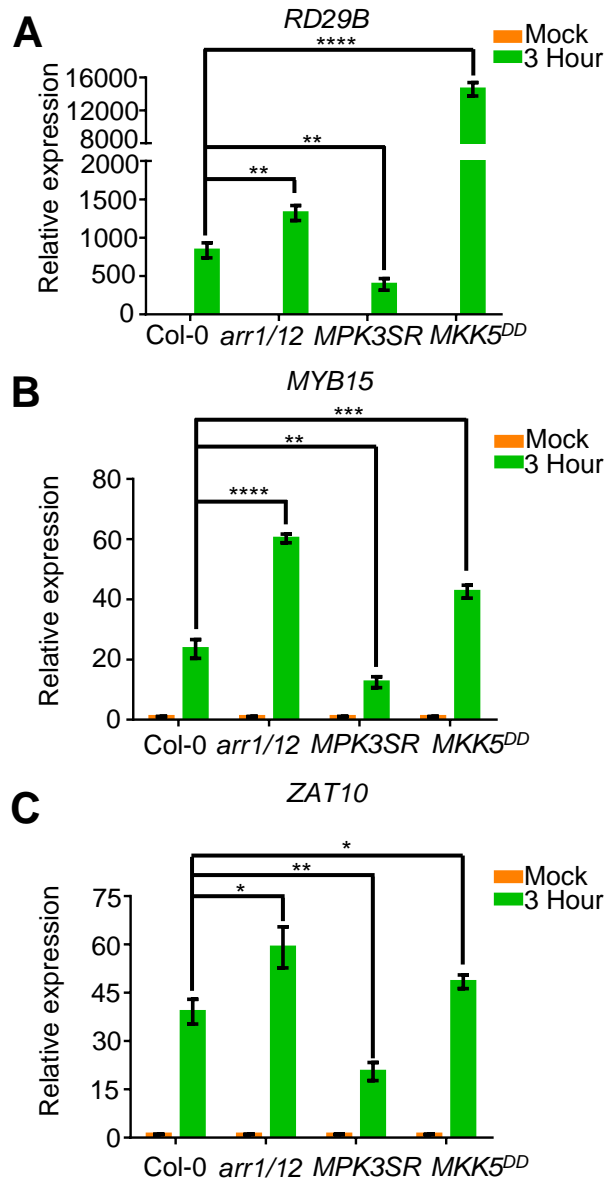 A
RD29B
Mock
3 Hour
****
**
**
Relative expression
16000
14000
12000
10000
8000
2000
1500
1000
500
0
Col-0 arr1/12 MPK3SR MKK5DD
B
MYB15
Mock
3 Hour
***
**
****
Relative expression
80
60
40
20
0
Col-0 arr1/12 MPK3SR MKK5DD
C
ZAT10
Mock
3 Hour
*
**
*
Relative expression
75
60
45
30
15
0
Col-0 arr1/12 MPK3SR MKK5DD